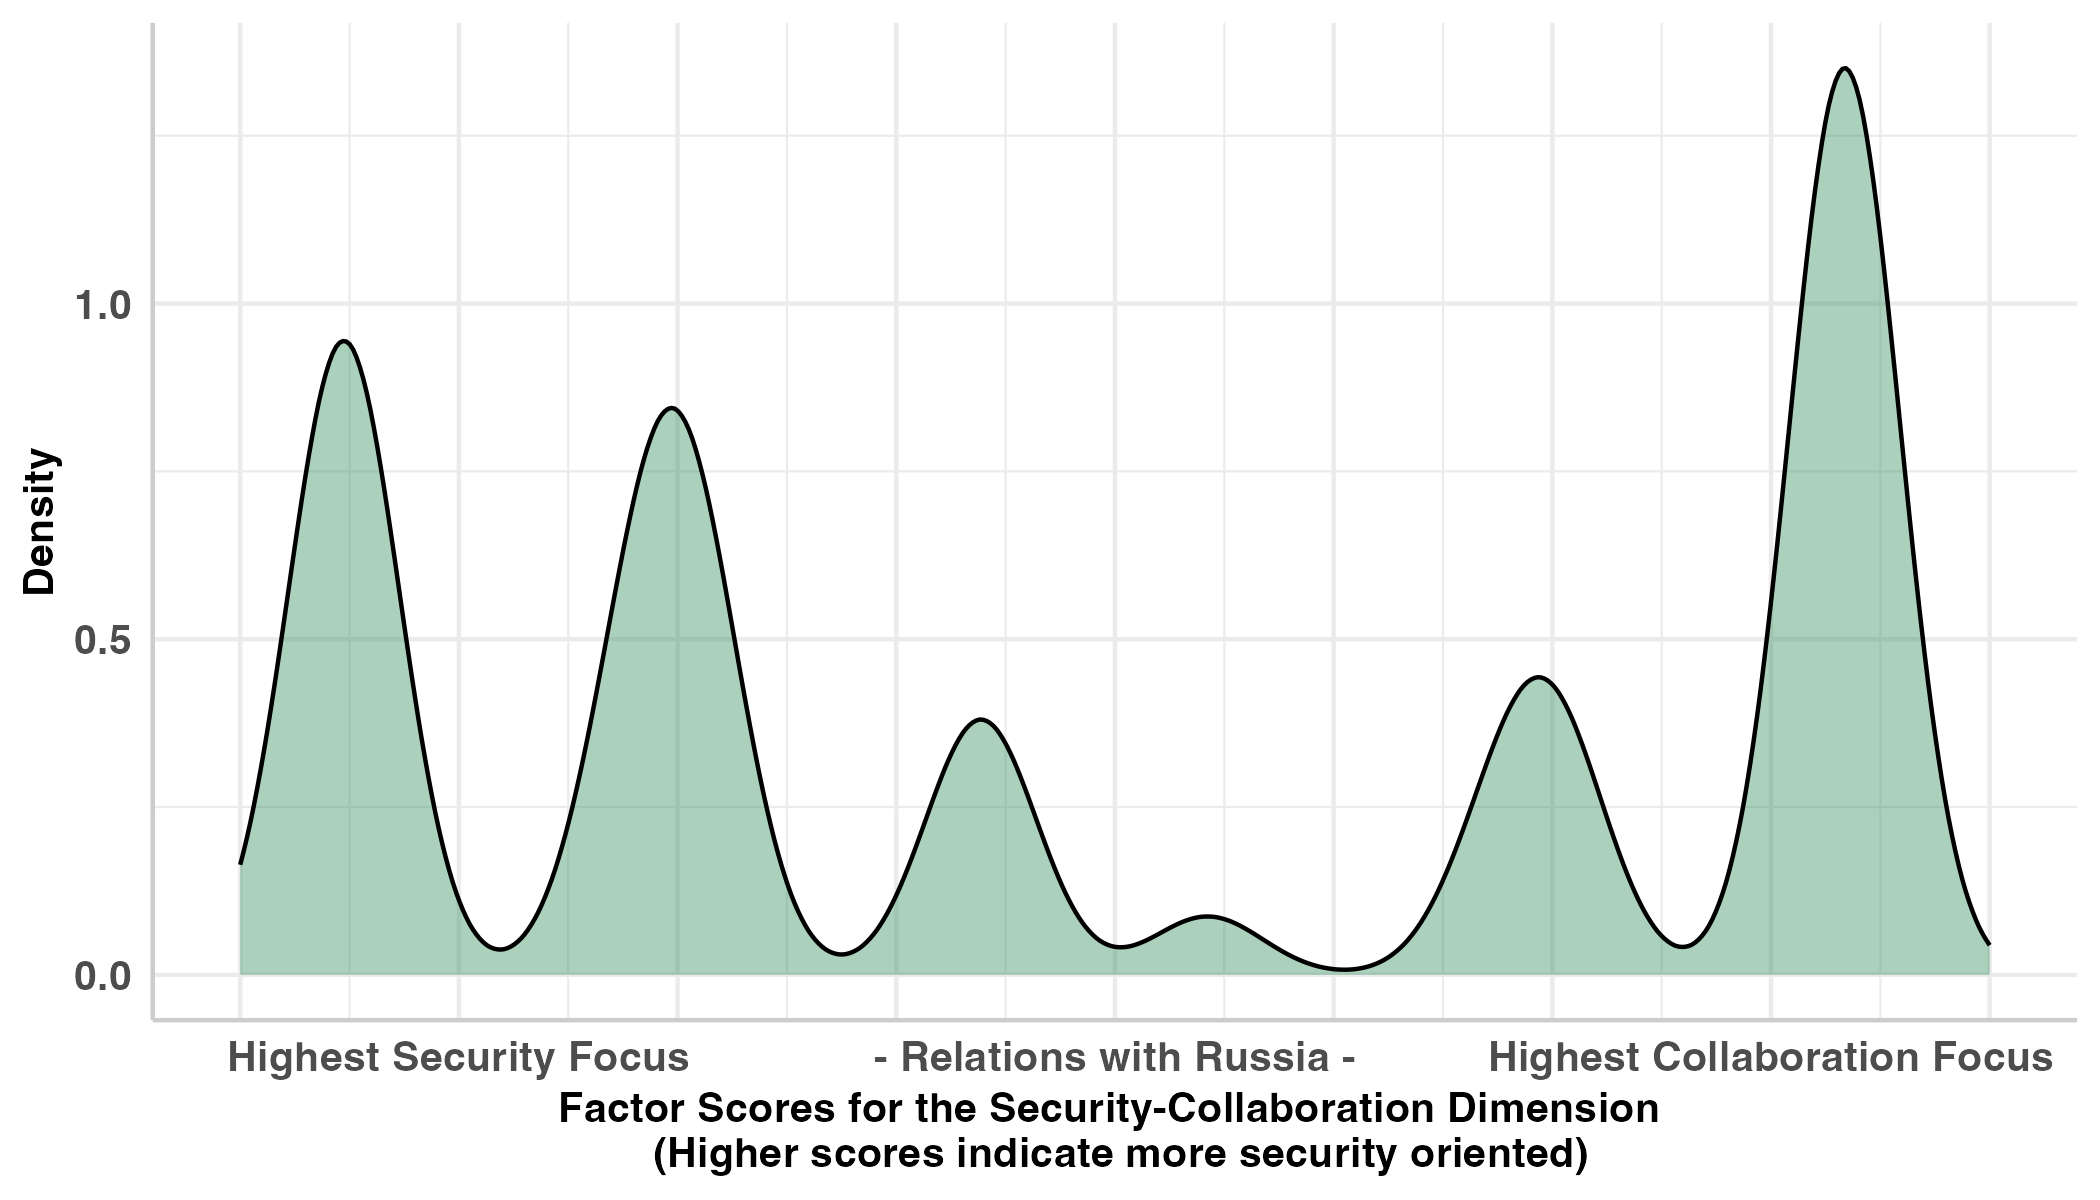 Density
1.0
0.5
0.0
Highest Security Focus
- Relations with Russia -
Highest Collaboration Focus
Factor Scores for the Security-Collaboration Dimension
(Higher scores indicate more security oriented)